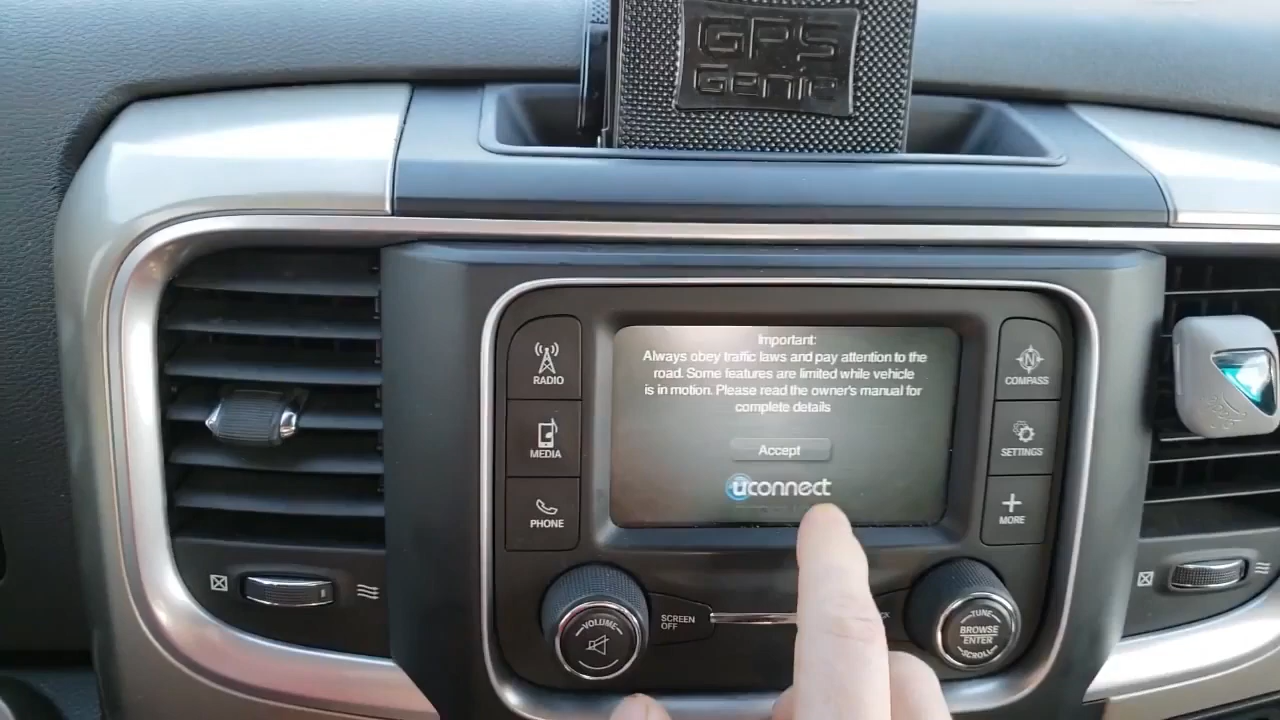 GPS
Genie
RADIO
MEDIA
PHONE
Important:
Always obey traffic laws and pay attention to the
road. Some features are limited while vehicle
is in motion. Please read the owner's manual for
complete details
Accept
uconnect
N
COMPASS
SETTINGS
MORE
VOLUME
SCREEN
OFF
TUNE
BROWSE
ENTER
SCROLL